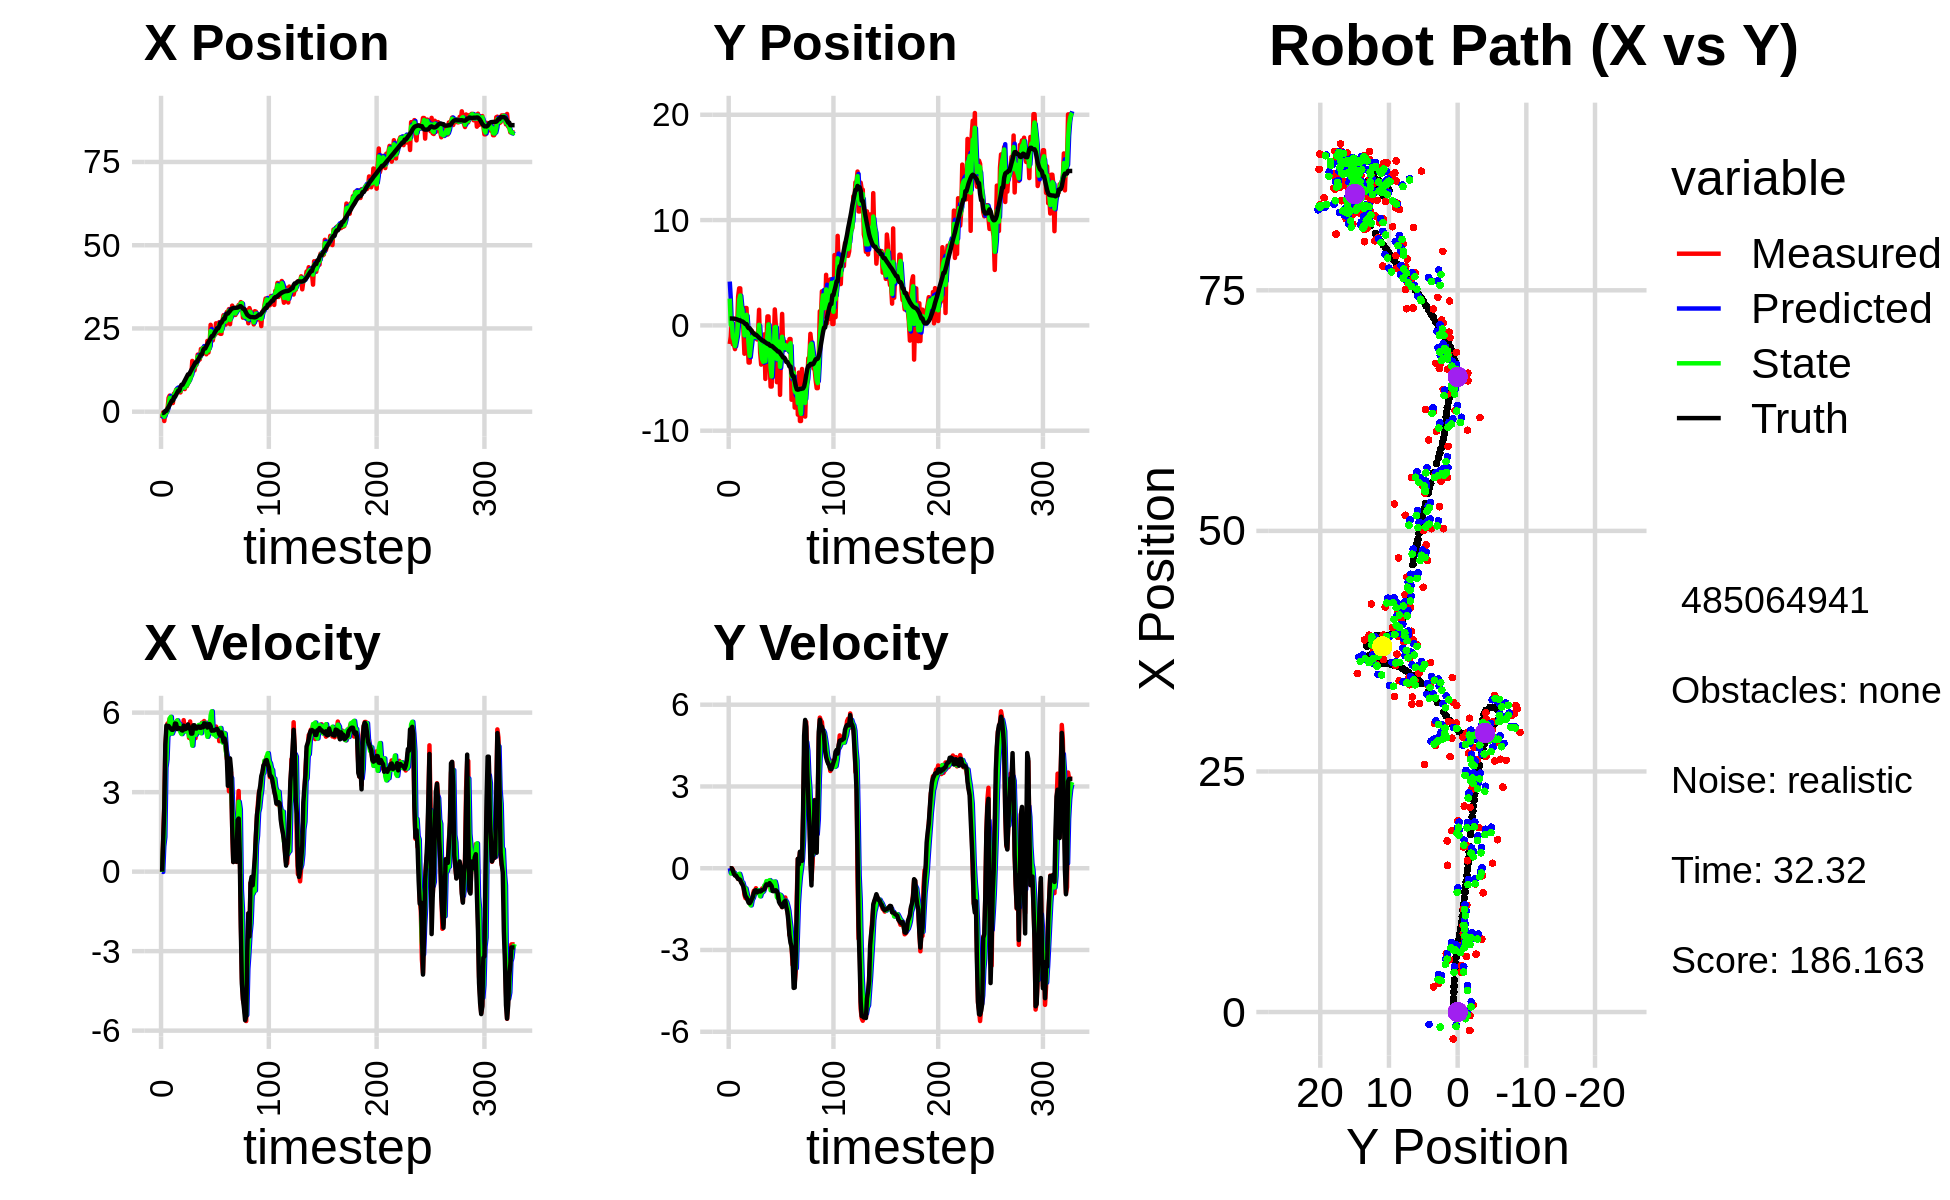 X Position
75
50
25
0
0
100
200
300
timestep
Y Position
20
10
0
-10
0
100
200
300
timestep
X Velocity
6
3
0
-3
-6
0
100
200
300
timestep
Y Velocity
6
3
0
-3
-6
0
100
200
300
timestep
Robot Path (X vs Y)
X Position
75
50
25
0
20 10 0 -10 -20
Y Position
variable
Measured
Predicted
State
Truth
485064941
Obstacles: none
Noise: realistic
Time: 32.32
Score: 186.163